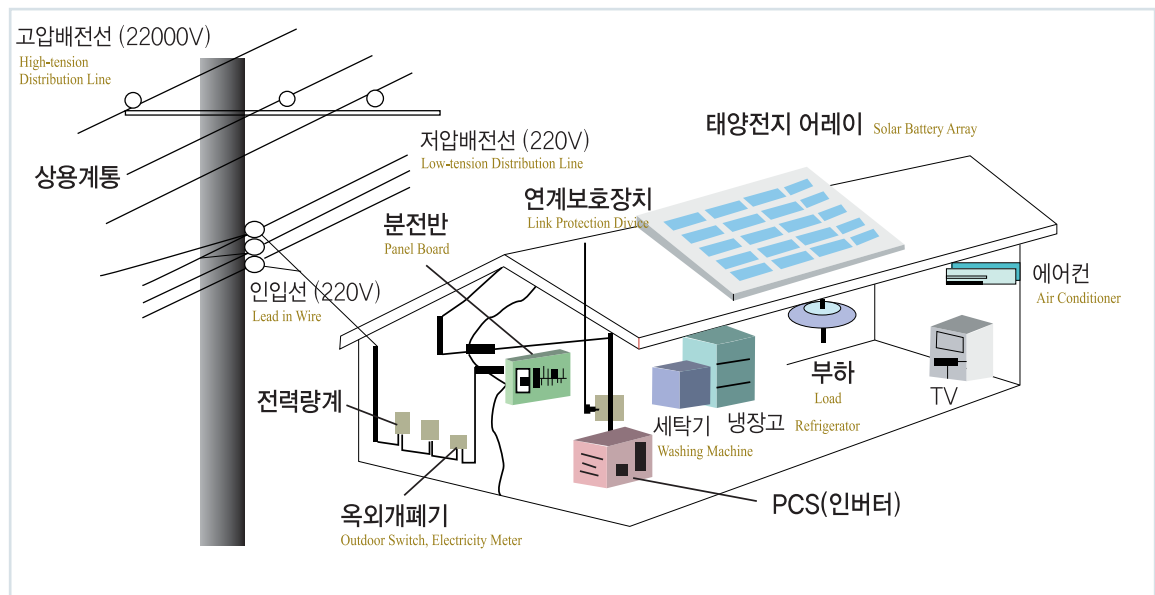 고압배전선 (22000V)
High-tension
Distribution Line
상용계통
저압배전선 (220V)
Low-tension Distribution Line
태양전지 어레이 Solar Battery Array
연계보호장치
Link Protection Divice
분전반
Panel Board
인입선 (220V)
Lead in Wire
에어컨
Air Conditioner
전력량계
부하
Load
TV
세탁기
Washing Machine
냉장고 Refrigerator
PCS(인버터)
옥외개폐기
Outdoor Switch, Electricity Meter